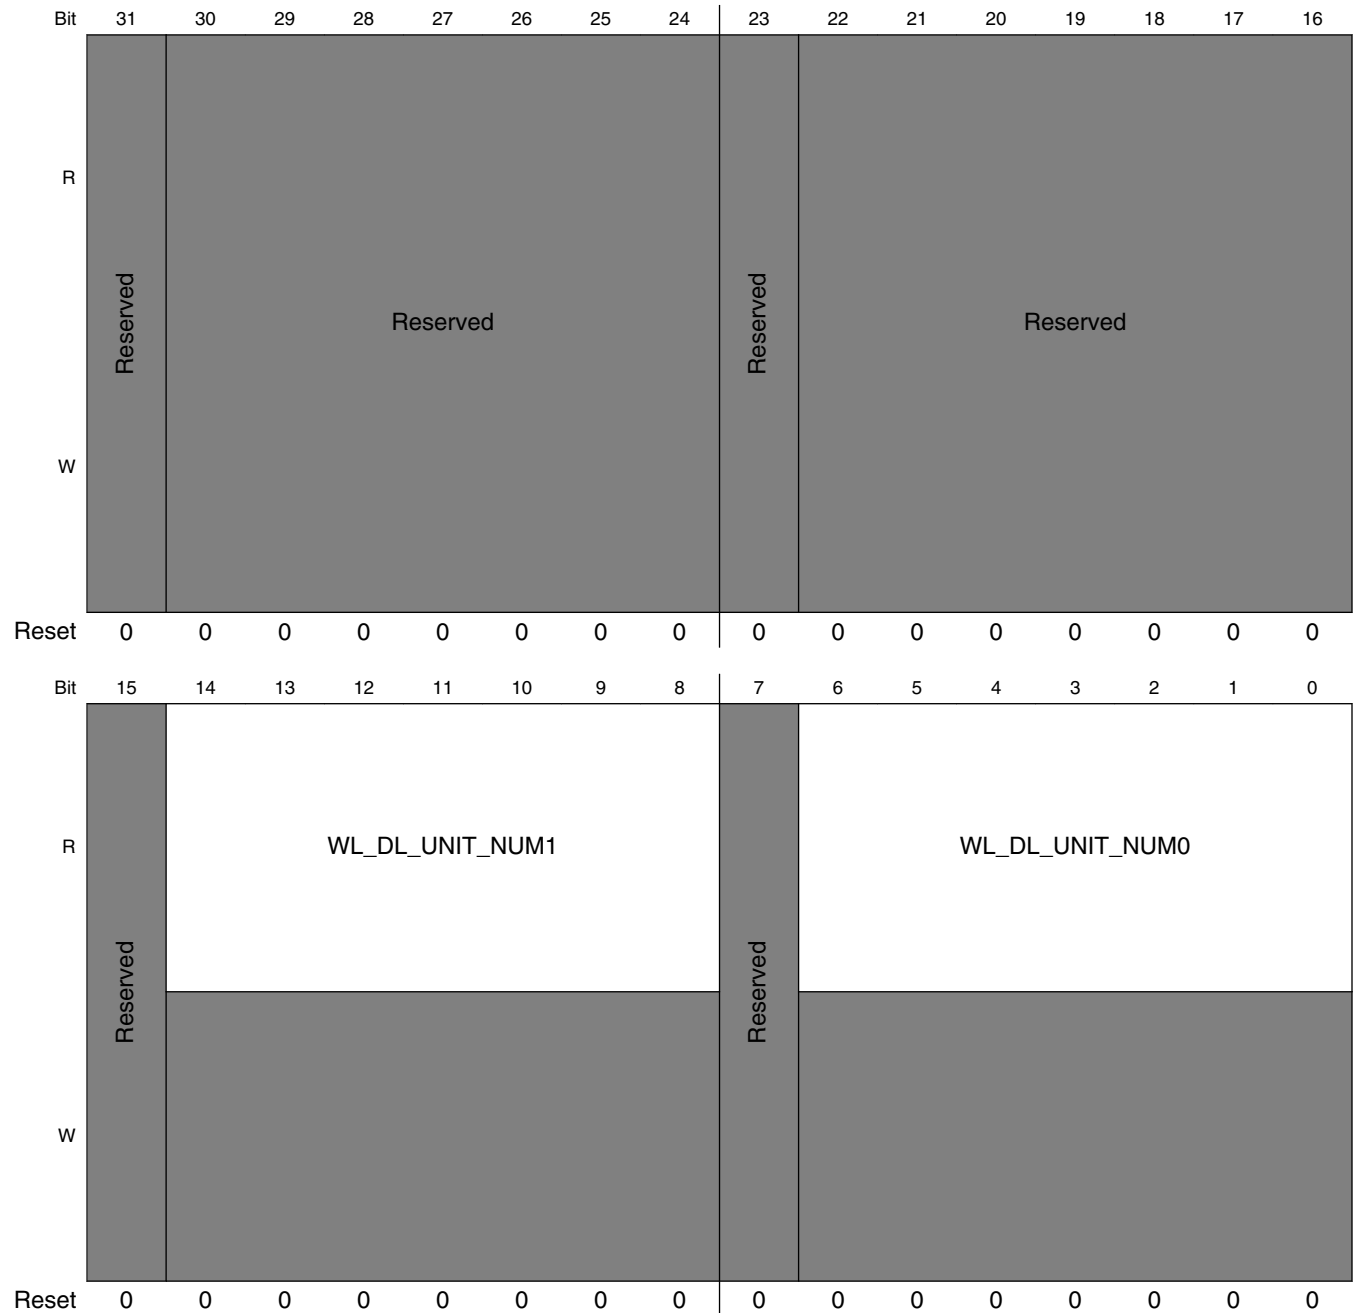 Bit 31 30 29 28 27 26 25 24 23 22 21 20 19 18 17 16
R
Reserved Reserved Reserved Reserved
W
Reset 0 0 0 0 0 0 0 0 0 0 0 0 0 0 0 0
Bit 15 14 13 12 11 10 9 8 7 6 5 4 3 2 1 0
R WL_DL_UNIT_NUM1 WL_DL_UNIT_NUM0
Reserved Reserved
W
Reset 0 0 0 0 0 0 0 0 0 0 0 0 0 0 0 0